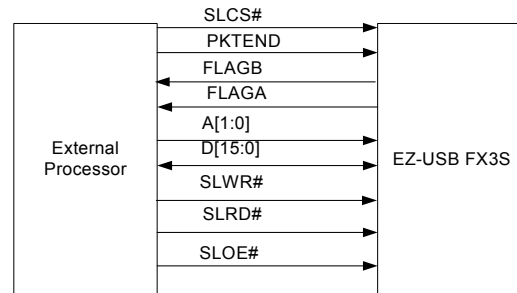 SLCS#
PKTEND
FLAGB
FLAGA
A[1:0]
D[15:0]
SLWR#
SLRD#
SLOE#
External
Processor
EZ-USB FX3S